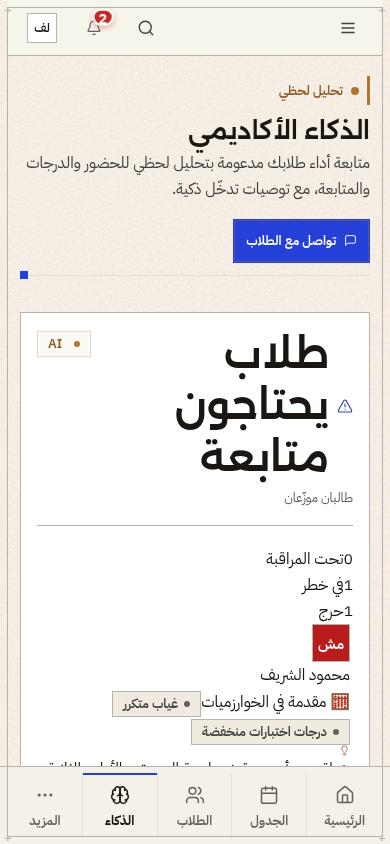 لف
2
تحليل لحظي
الذكاء الأكاديمي
متابعة أداء طلابك مدعومة بتحليل لحظي للحضور والدرجات
والمتابعة، مع توصيات تدخّل ذكية.
تواصل مع الطلاب
AI
طلاب
يحتاجون
متابعة
طالبان موزّعان
0تحت المراقبة
1في خطر
1حرج
مش
محمود الشريف
مقدمة في الخوارزميات غياب متكرر
درجات اختبارات منخفضة
الرئيسية
الجدول
الطلاب
الذكاء
المزيد